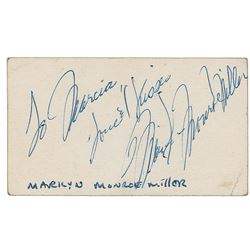 To Marcia
Love & Kisses
Marilyn Monroe Miller
MARILYN MONROE MILLER